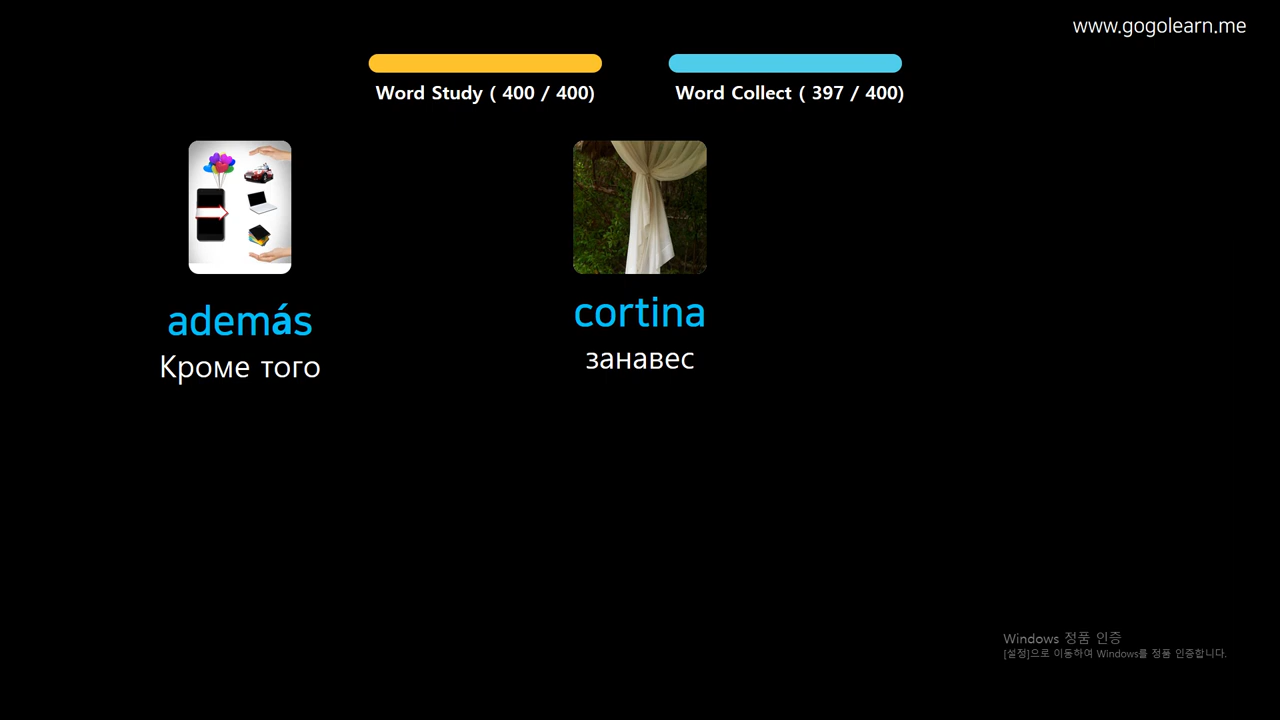 www.gogolearn.me
Word Study ( 400 / 400)
Word Collect ( 397 / 400)
además
Кроме того
cortina
занавес
Windows 정품 인증
[설정]으로 이동하여 Windows를 정품 인증합니다.